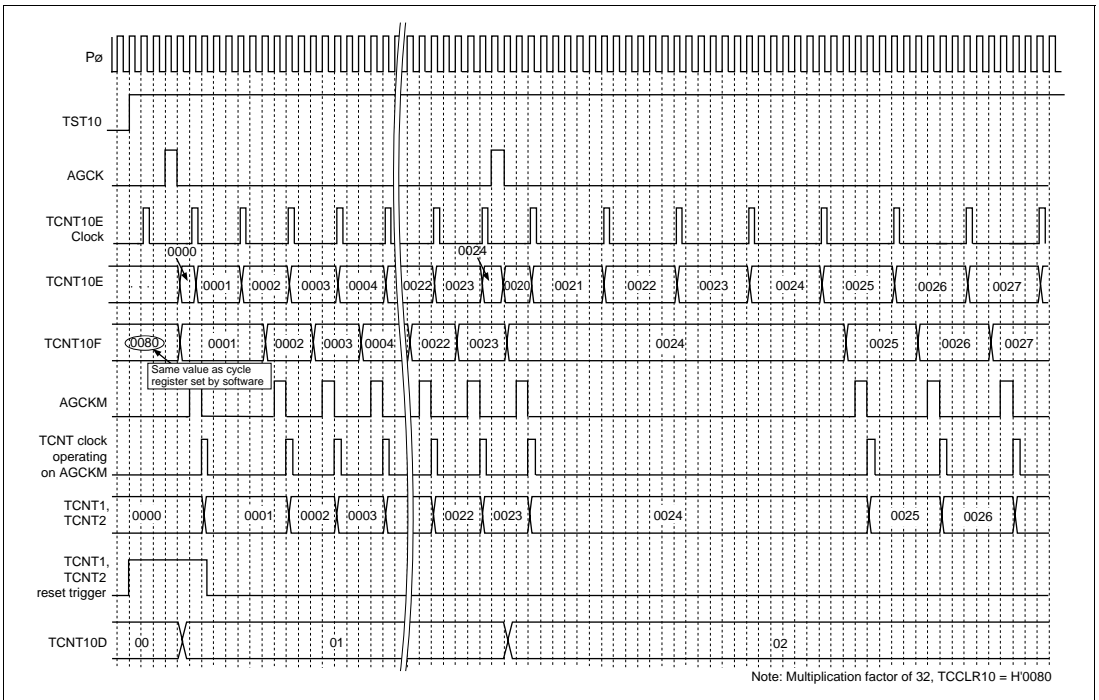 Pø
TST10
AGCK
TCNT10E
Clock
0000
0024
TCNT10E
0001 0002 0003 0004 0022 0023 0020 0021 0022 0023 0024 0025 0026 0027
TCNT10F
0080 0001 0002 0003 0004 0022 0023 0024 0025 0026 0027
Same value as cycle
register set by software
AGCKM
TCNT clock
operating
on AGCKM
TCNT1,
TCNT2
0000 0001 0002 0003 0022 0023 0024 0025 0026
TCNT1,
TCNT2
reset trigger
TCNT10D
00 01 02
Note: Multiplication factor of 32, TCCLR10 = H'0080